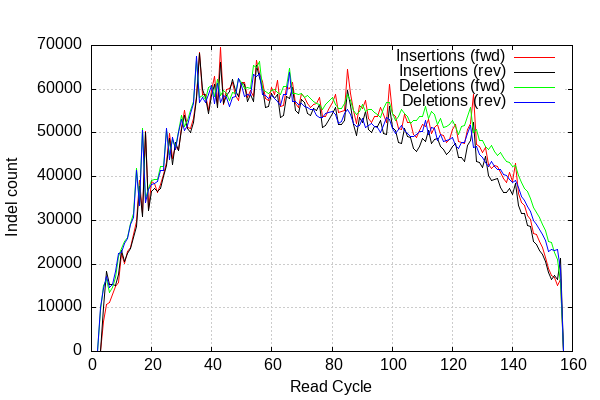 70000
60000
50000
40000
30000
20000
10000
0
Indel count
Insertions (fwd)
Insertions (rev)
Deletions (fwd)
Deletions (rev)
0 20 40 60 80 100 120 140 160
Read Cycle